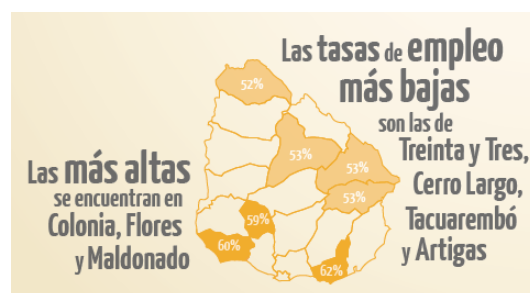 Las tasas de empleo
más bajas
son las de
Treinta y Tres,
Cerro Largo,
Tacuarembó
y Artigas
Las más altas
se encuentran en
Colonia, Flores
y Maldonado
52%
53%
53%
53%
59%
60%
62%